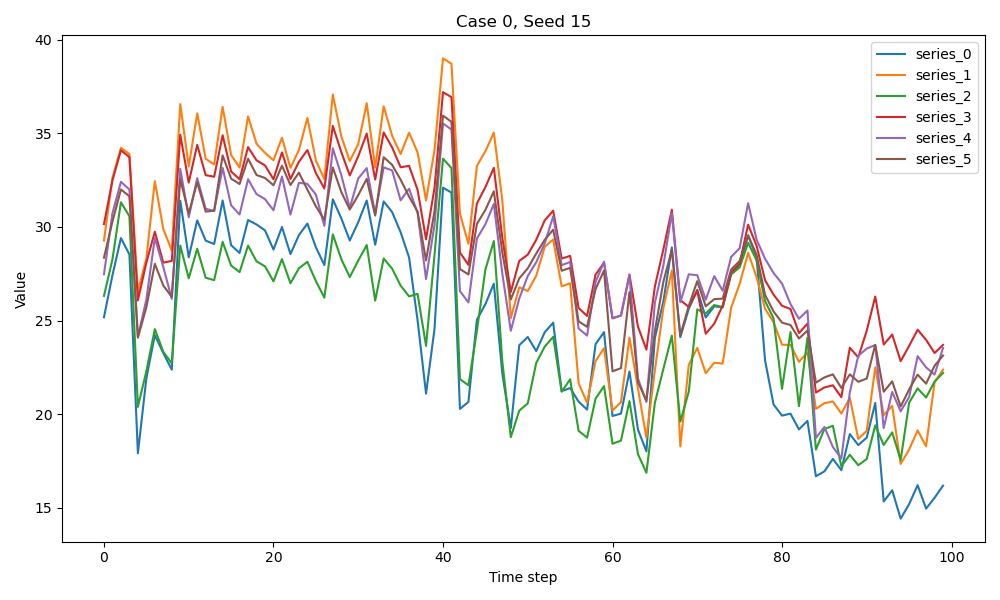 Case 0, Seed 15
Value
40
35
30
25
20
15
0
20
40
60
80
100
Time step
series_0
series_1
series_2
series_3
series_4
series_5